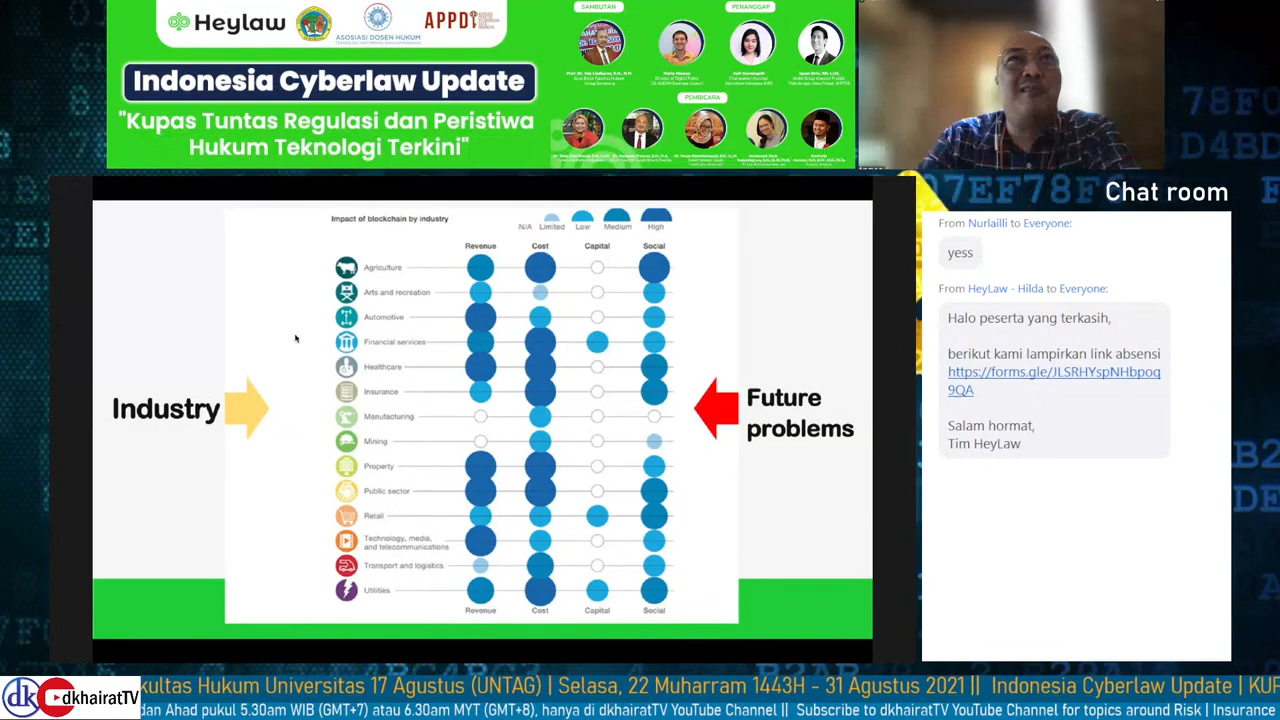 Heylaw
ASOSIASI DOSEN HUKUM
APPDI
Indonesia Cyberlaw Update
"Kupas Tuntas Regulasi dan Peristiwa
Hukum Teknologi Terkini"
SAMBUTAN
PENANGGAP
PEMBICARA
Chat room
From Nurlailli to Everyone:
yess
From HeyLaw - Hilda to Everyone:
Halo peserta yang terkasih,
berikut kami lampirkan link absensi
https://forms.gle/JLSRHYspNHbpoq
9QA
Salam hormat,
Tim HeyLaw
Impact of blockchain by industry
N/A Limited Low Medium High
Revenue Cost Capital Social
Agriculture
Arts and recreation
Automotive
Financial services
Healthcare
Insurance
Manufacturing
Mining
Property
Public sector
Retail
Technology, media,
and telecommunications
Transport and logistics
Utilities
Revenue Cost Capital Social
Industry
Future
problems
dk dkhairatTV
kultas Hukum Universitas 17 Agustus (UNTAG) | Selasa, 22 Muharram 1443H - 31 Agustus 2021 || Indonesia Cyberlaw Update | KUP
dan Ahad pukul 5.30am WIB (GMT+7) atau 6.30am MYT (GMT+8), hanya di dkhairatTV YouTube Channel || Subscribe to dkhairatTV YouTube Channel for topics around Risk | Insurance